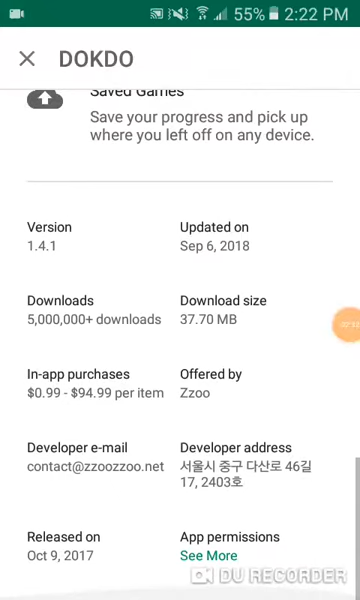 55% 2:22 PM
DOKDO
Saved Games
Save your progress and pick up
where you left off on any device.
Version
1.4.1
Updated on
Sep 6, 2018
Downloads
5,000,000+ downloads
Download size
37.70 MB
In-app purchases
$0.99 - $94.99 per item
Offered by
Zzoo
Developer e-mail
contact@zzoozzoo.net
Developer address
서울시 중구 다산로 46길
17, 2403호
Released on
Oct 9, 2017
App permissions
See More
DU RECORDER